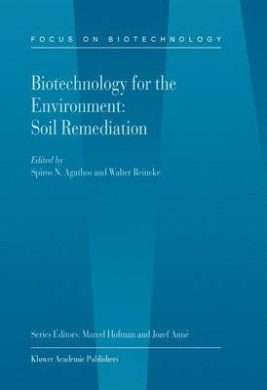 FOCUS ON BIOTECHNOLOGY
Biotechnology for the
Environment:
Soil Remediation
Edited by
Spiros N. Agathos and Walter Reineke
Series Editors: Marcel Hofman and Jozef Anné
Kluwer Academic Publishers